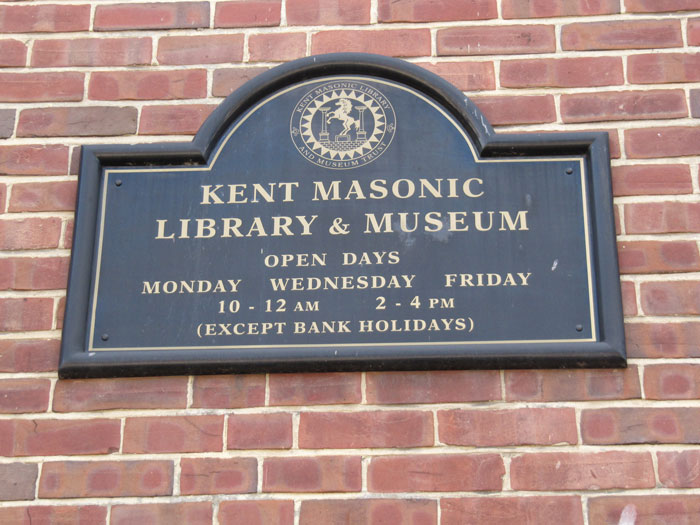 KENT MASONIC LIBRARY
AND MUSEUM TRUST
KENT MASONIC
LIBRARY & MUSEUM
OPEN DAYS
MONDAY WEDNESDAY FRIDAY
10 - 12 AM 2 - 4 PM
(EXCEPT BANK HOLIDAYS)